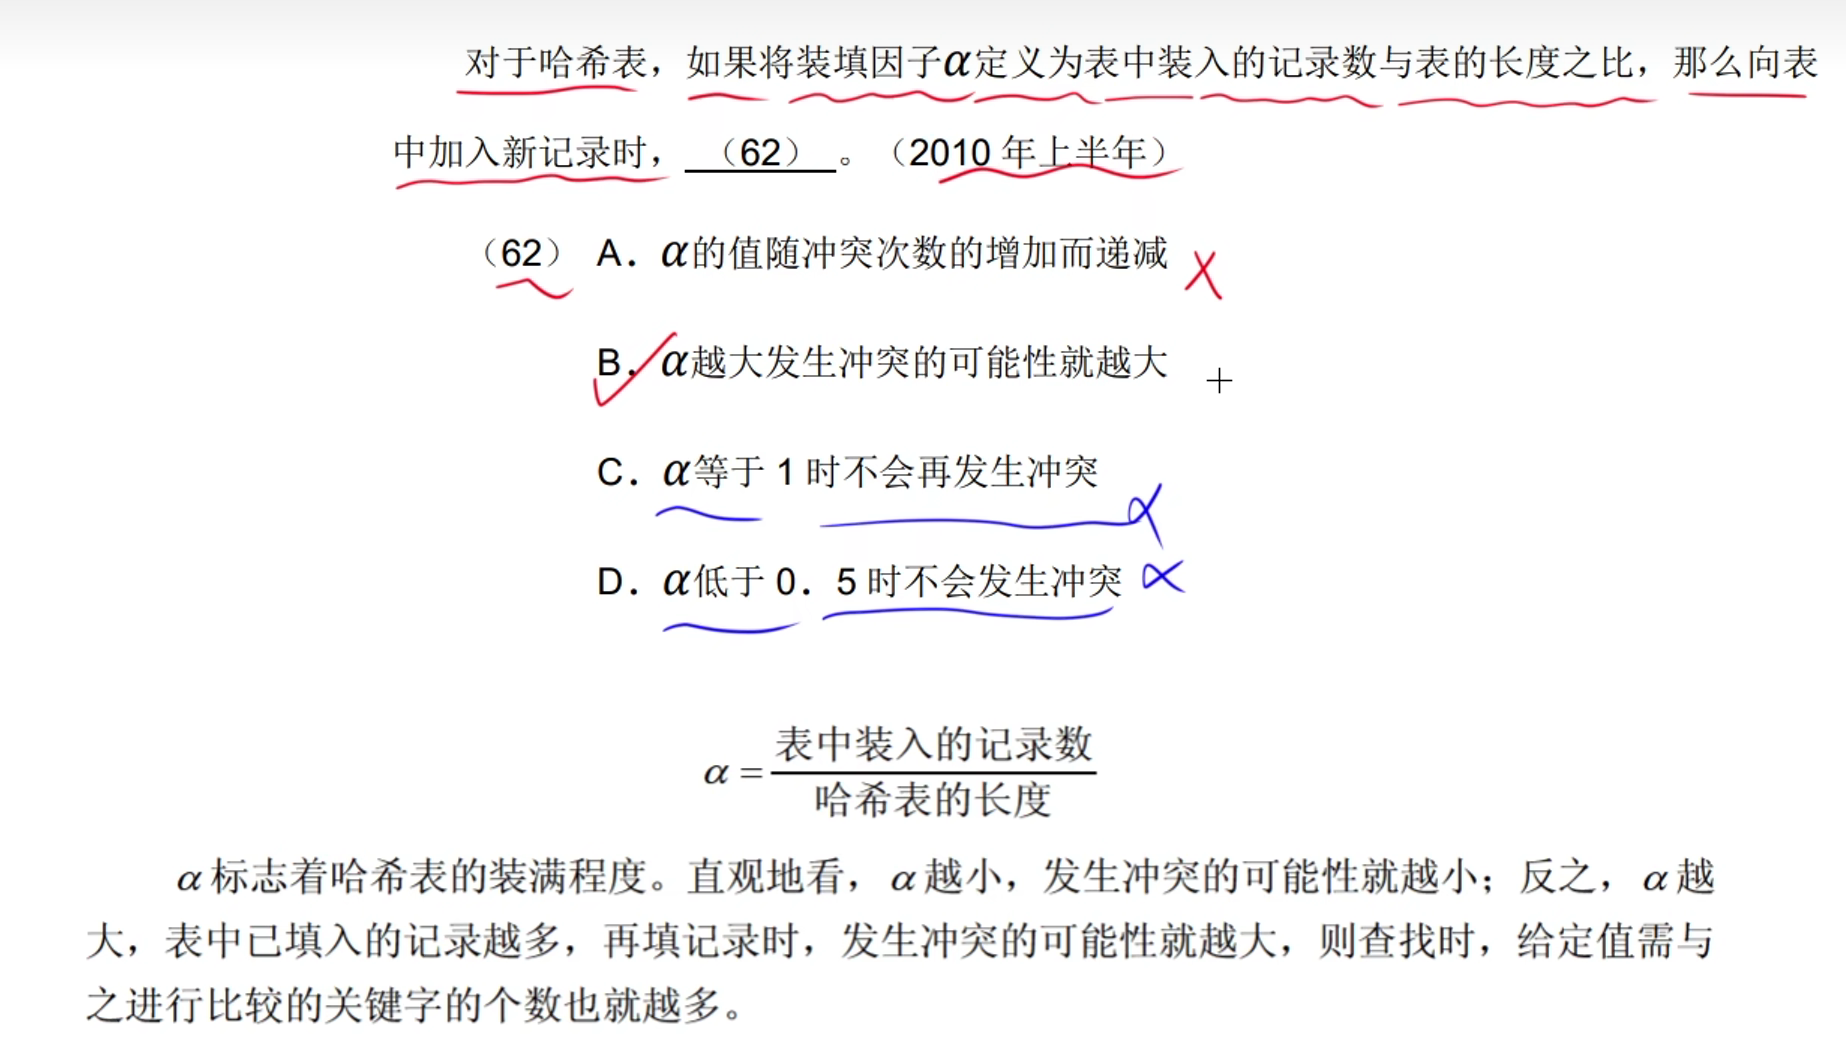 对于哈希表，如果将装填因子α定义为表中装入的记录数与表的长度之比，那么向表
中加入新记录时，（62）。（2010 年上半年）
（62） A．α的值随冲突次数的增加而递减
B．α越大发生冲突的可能性就越大
C．α等于 1 时不会再发生冲突
D．α低于 0．5 时不会发生冲突
α = 表中装入的记录数
哈希表的长度
α 标志着哈希表的装满程度。直观地看，α 越小，发生冲突的可能性就越小；反之，α 越
大，表中已填入的记录越多，再填记录时，发生冲突的可能性就越大，则查找时，给定值需与
之进行比较的关键字的个数也就越多。